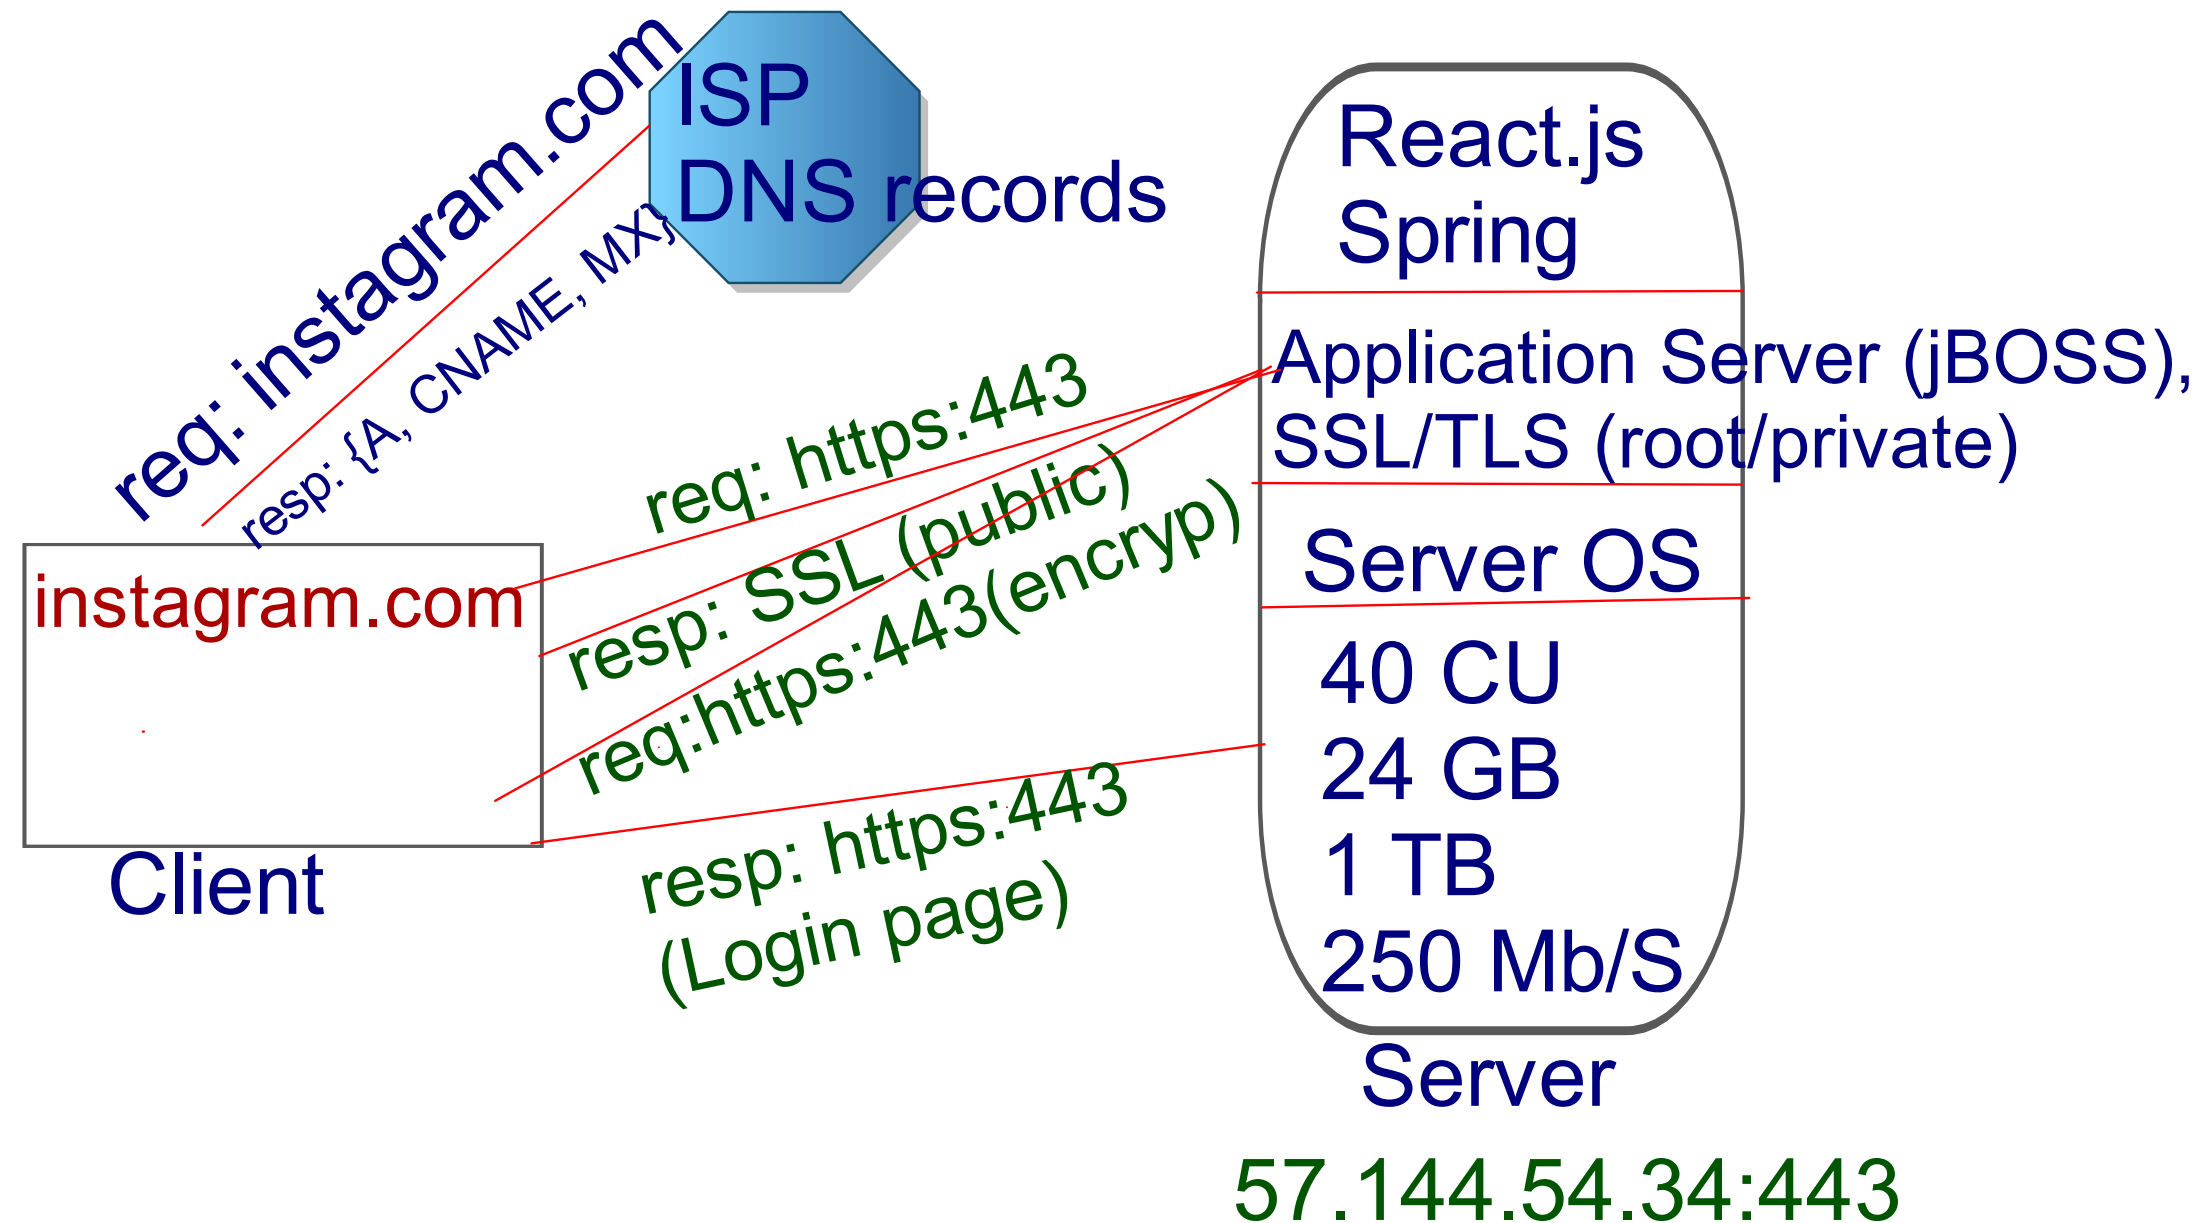 req: instagram.com
ISP
DNS records
resp: {A, CNAME, MX}
React.js
Spring
Application Server (jBOSS),
SSL/TLS (root/private)
Server OS
40 CU
24 GB
1 TB
250 Mb/S
Server
57.144.54.34:443
instagram.com
Client
req: https:443
resp: SSL (public)
req:https:443(encryp)
resp: https:443
(Login page)